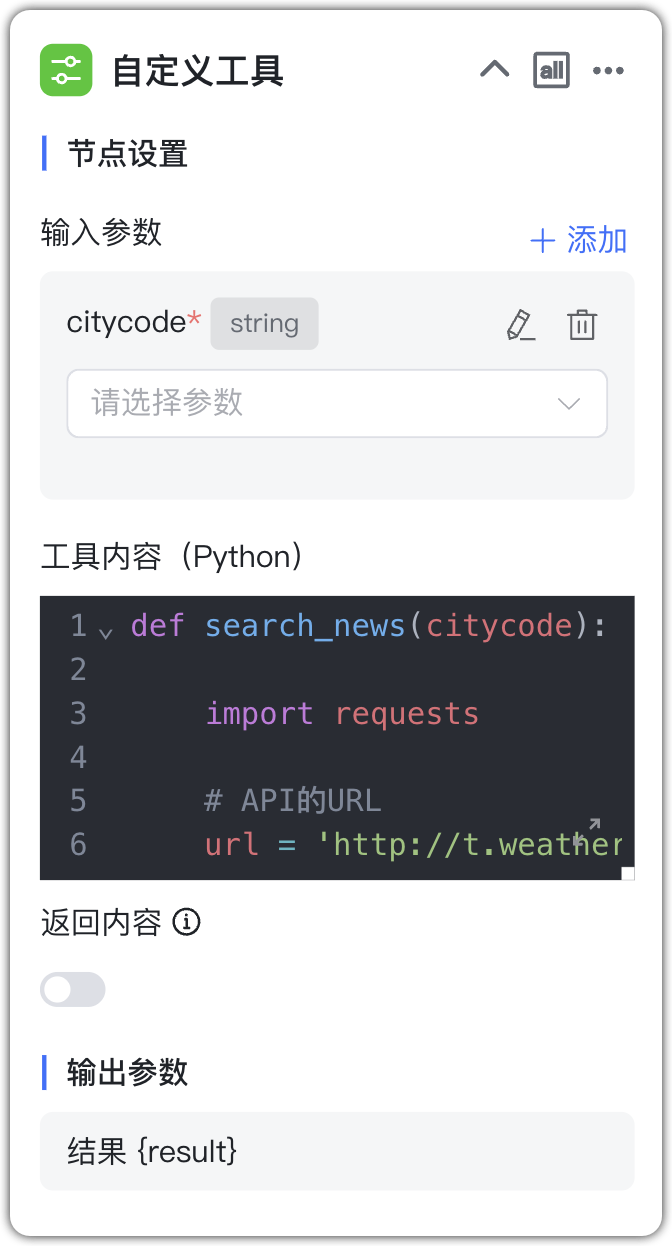 自定义工具
all
节点设置
输入参数
添加
citycode* string
请选择参数
工具内容（Python）
1 def search_news(citycode):
2
3 import requests
4
5 # API的URL
6 url = 'http://t.weather
返回内容
输出参数
结果 {result}